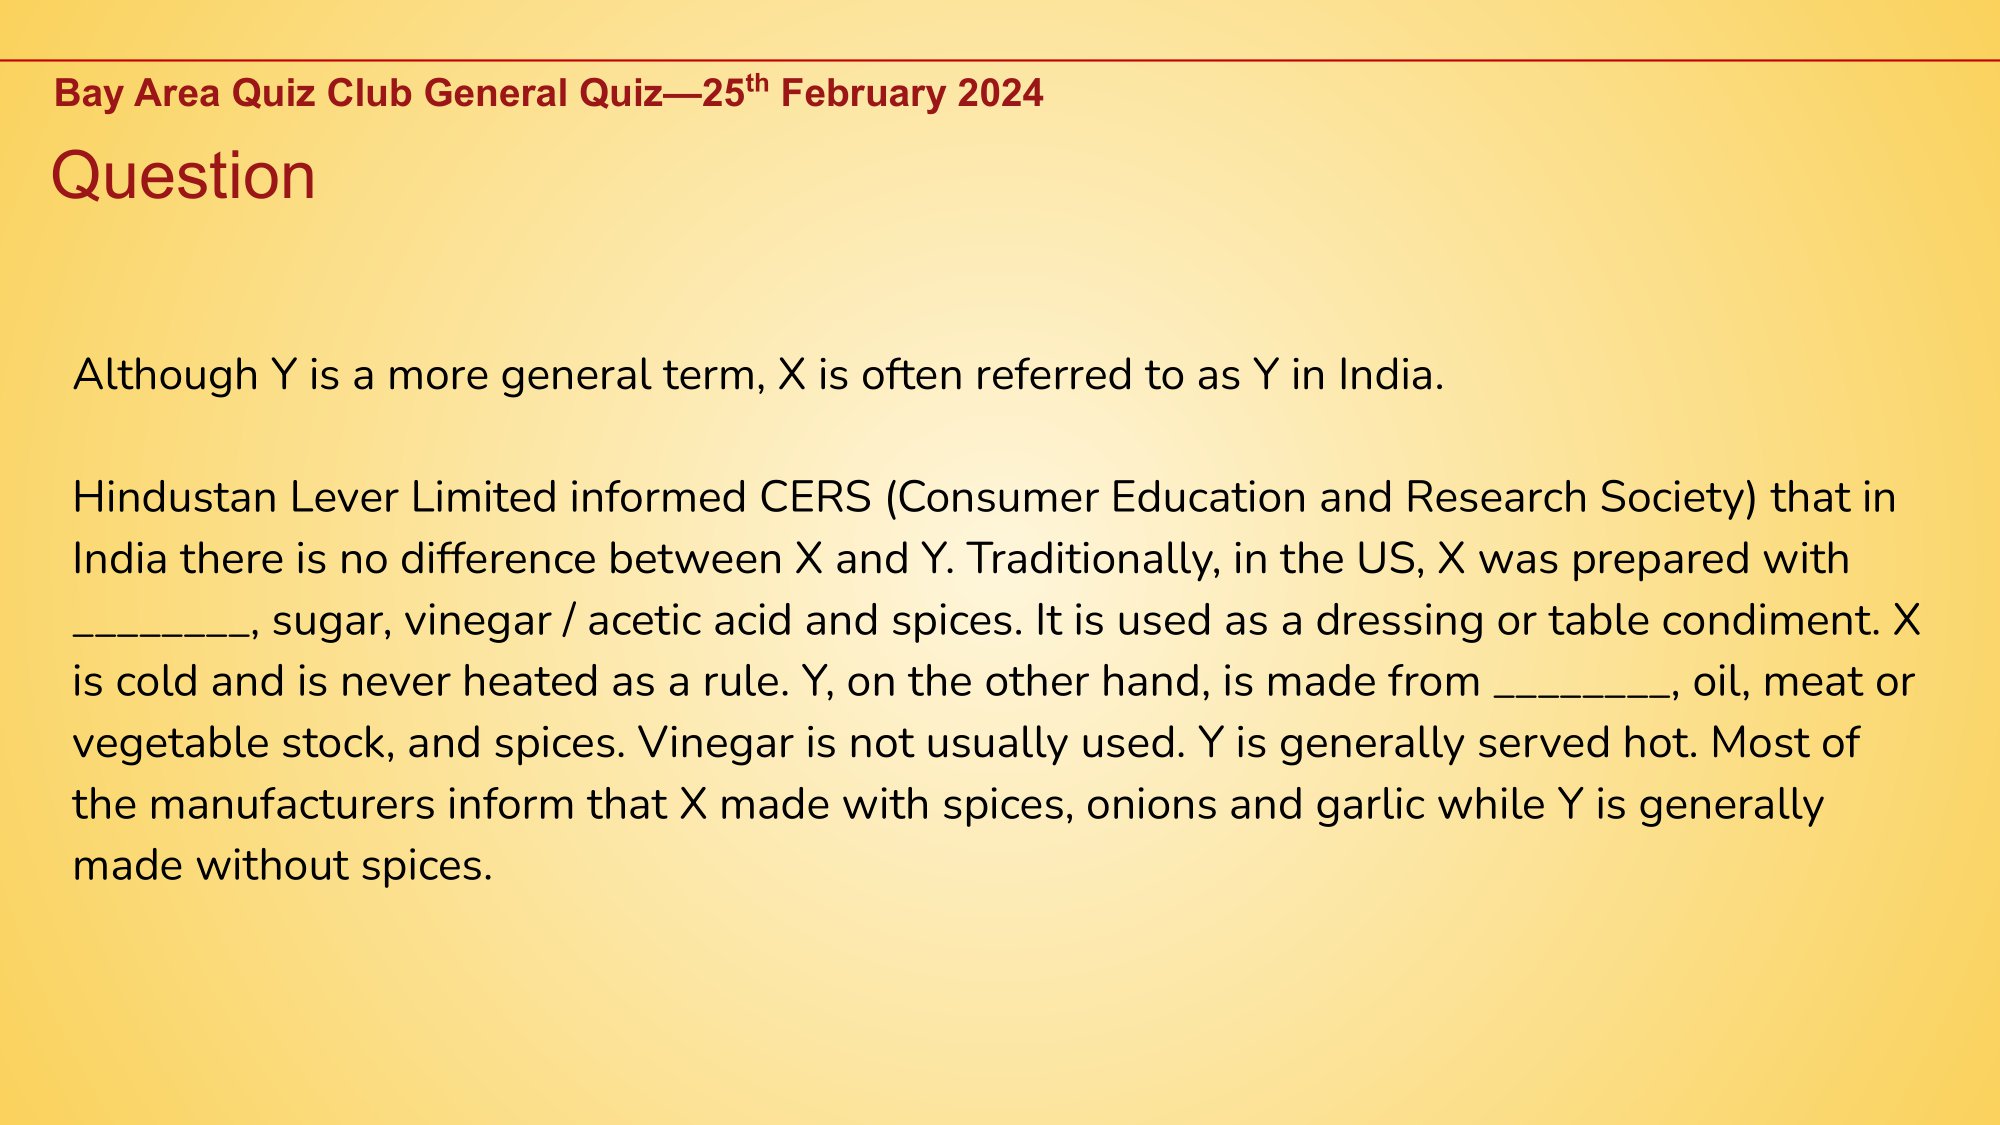 Bay Area Quiz Club General Quiz—25th February 2024
Question
Although Y is a more general term, X is often referred to as Y in India.
Hindustan Lever Limited informed CERS (Consumer Education and Research Society) that in
India there is no difference between X and Y. Traditionally, in the US, X was prepared with
________, sugar, vinegar / acetic acid and spices. It is used as a dressing or table condiment. X
is cold and is never heated as a rule. Y, on the other hand, is made from ________, oil, meat or
vegetable stock, and spices. Vinegar is not usually used. Y is generally served hot. Most of
the manufacturers inform that X made with spices, onions and garlic while Y is generally
made without spices.